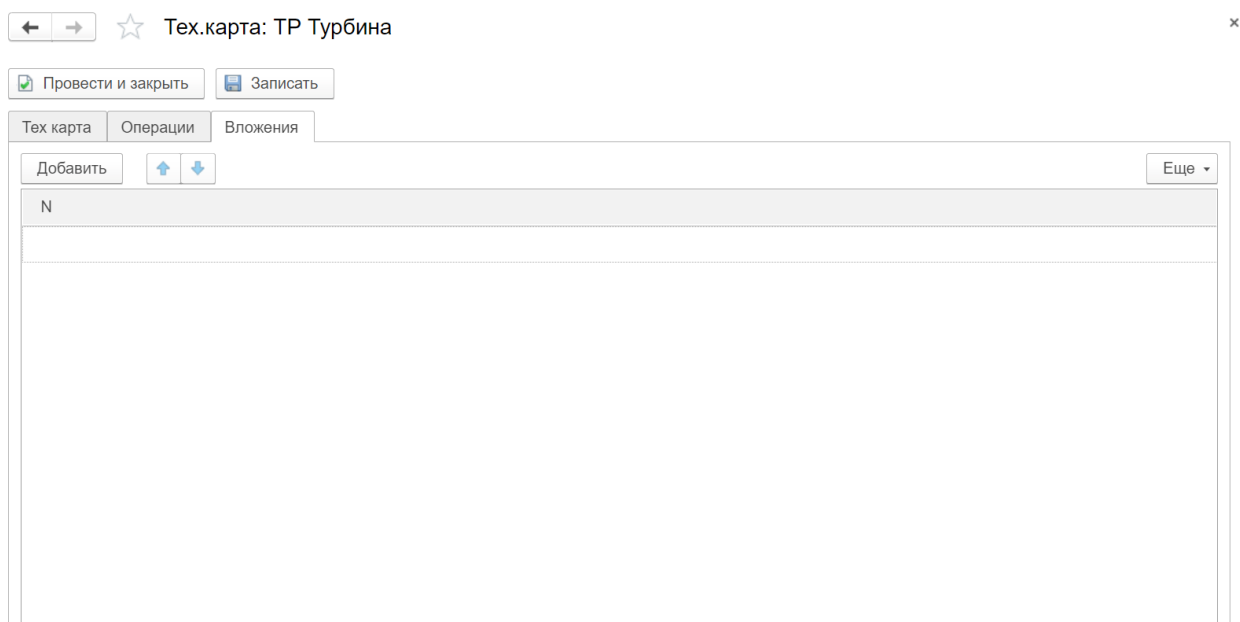 Тех.карта: ТР Турбина
Провести и закрыть Записать
Тех карта Операции Вложения
Добавить Еще
N